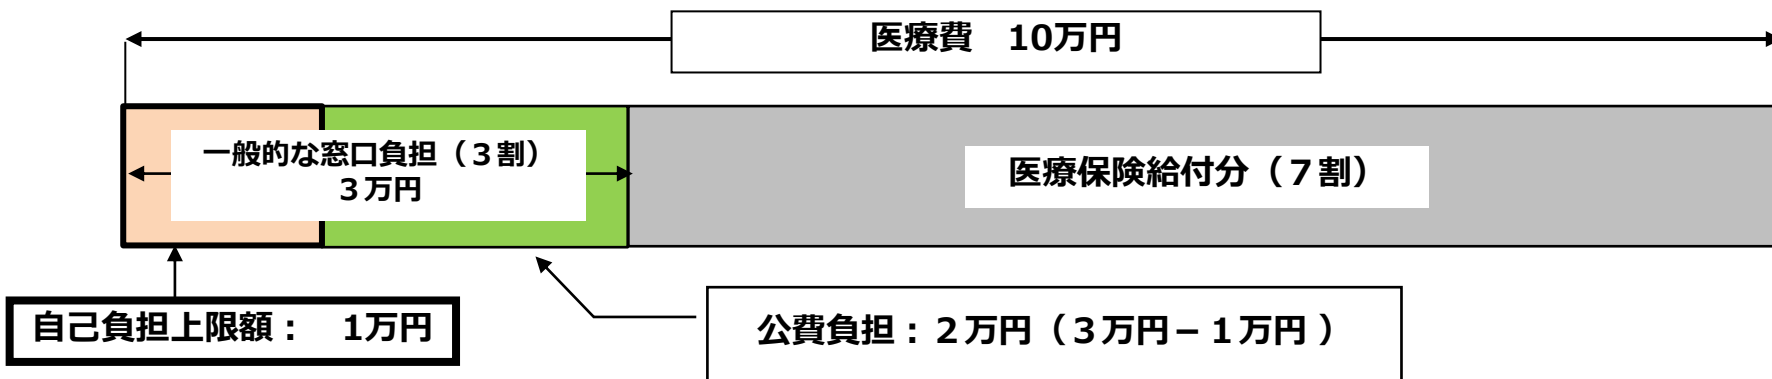 医療費　10万円
一般的な窓口負担（３割）
３万円
医療保険給付分（７割）
自己負担上限額：　1万円
公費負担：２万円（３万円－１万円 ）